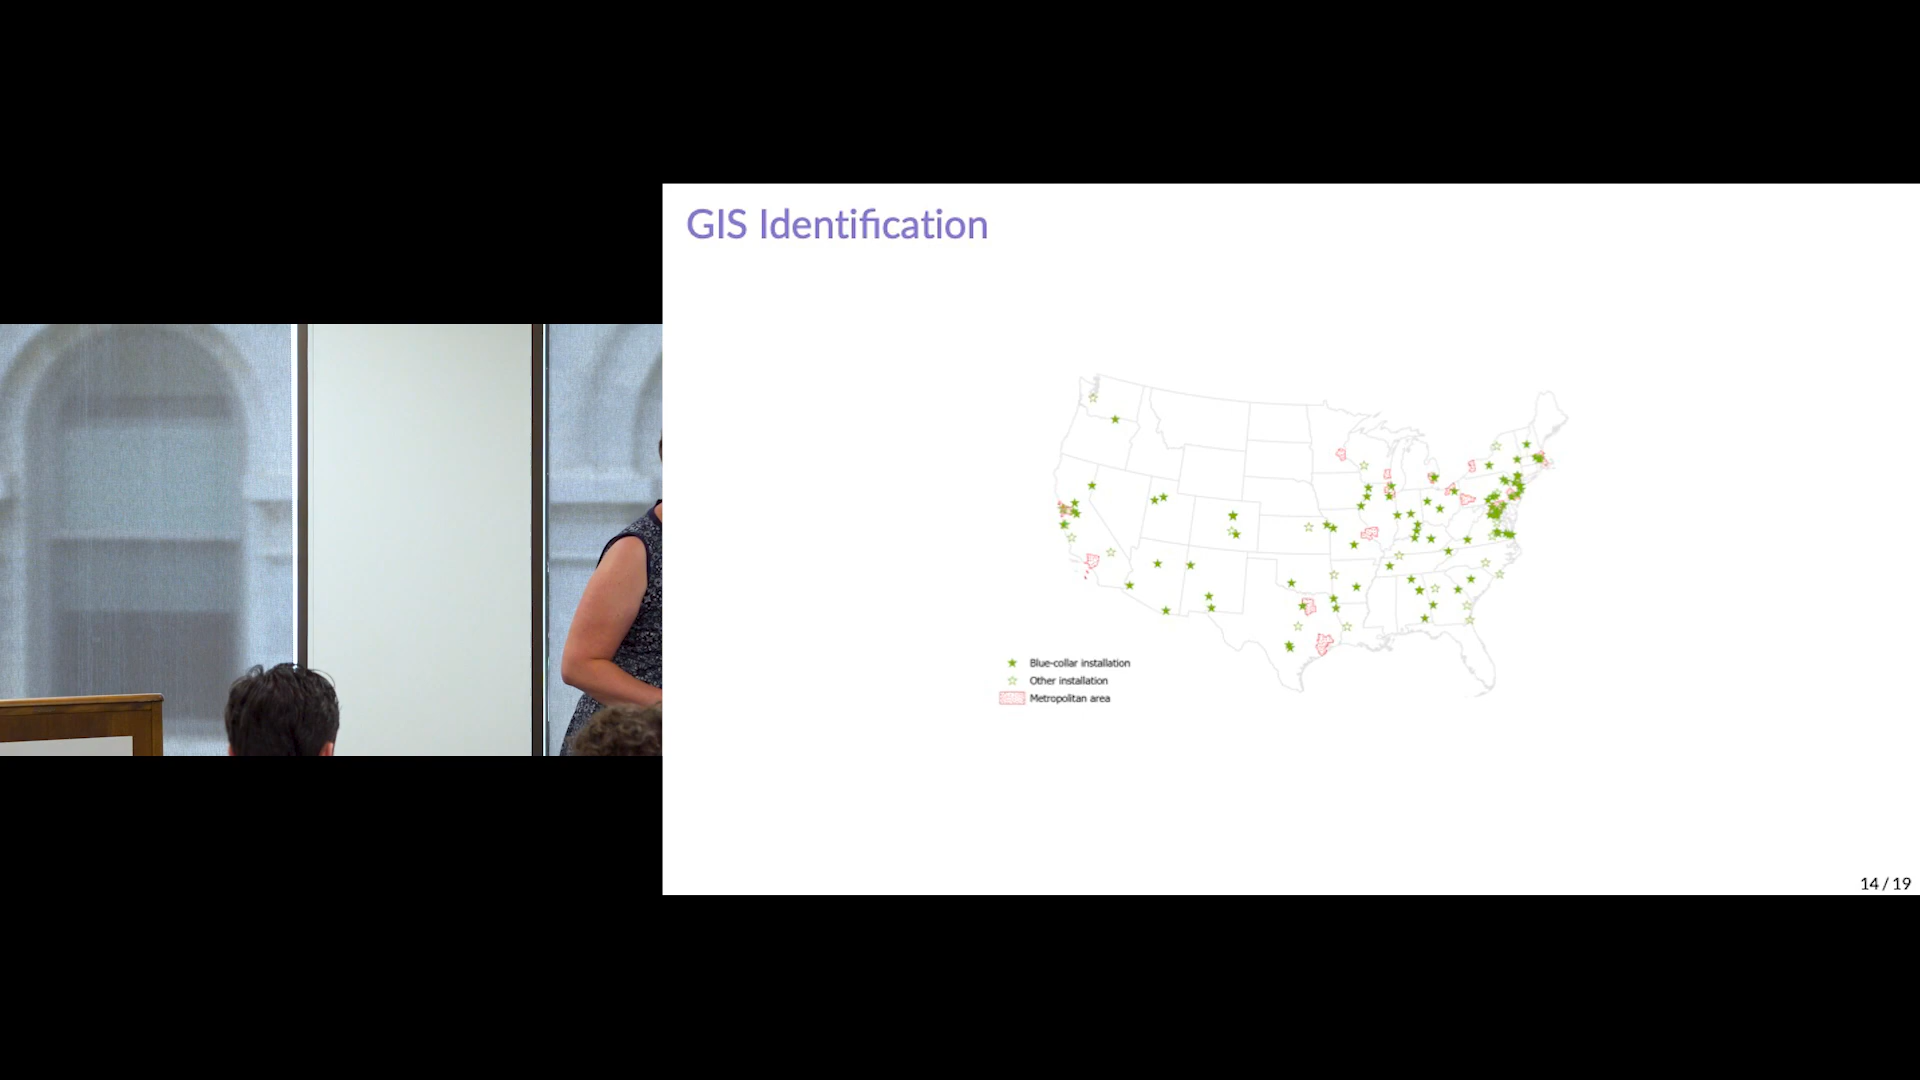 GIS Identification
Blue-collar installation
Other installation
Metropolitan area
14 / 19